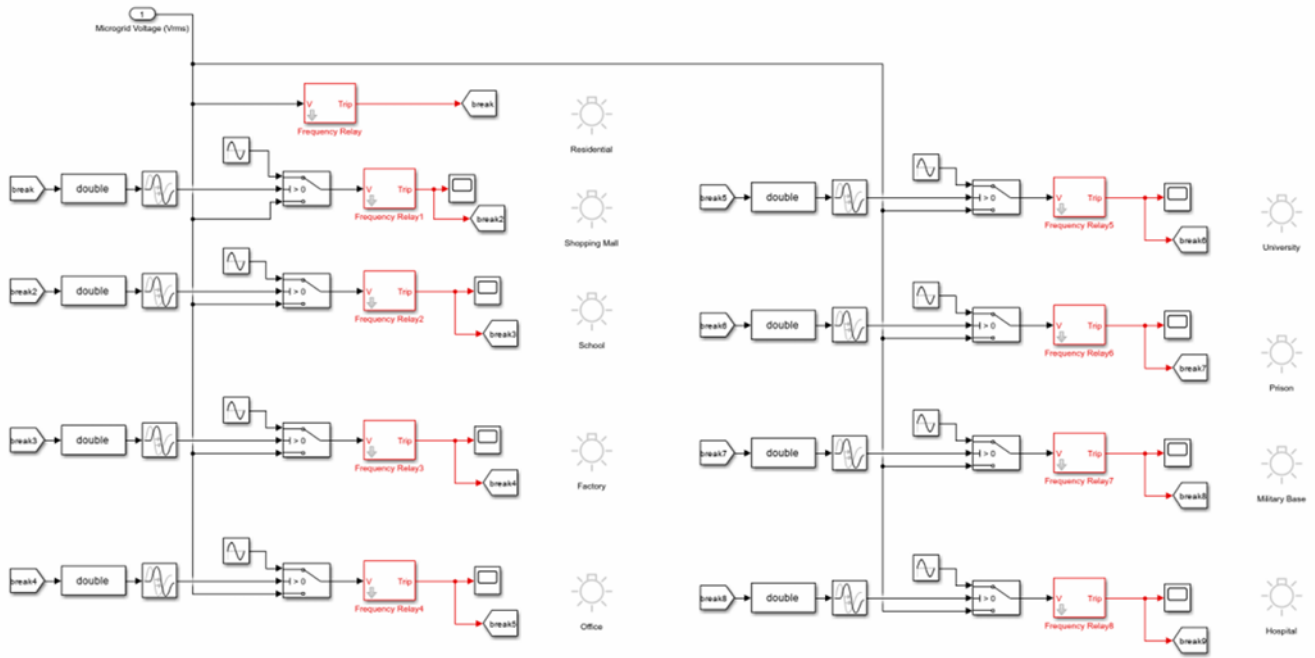 1
Microgrid Voltage (Vrms)
V
Trip
break
Frequency Relay
Residential
break
double
> 0
V
Trip
Frequency Relay1
break2
Shopping Mall
break2
double
> 0
V
Trip
Frequency Relay2
break3
School
break3
double
> 0
V
Trip
Frequency Relay3
break4
Factory
break4
double
> 0
V
Trip
Frequency Relay4
break5
Office
break5
double
> 0
V
Trip
Frequency Relay5
break6
University
break6
double
> 0
V
Trip
Frequency Relay6
break7
Prison
break7
double
> 0
V
Trip
Frequency Relay7
break8
Military Base
break8
double
> 0
V
Trip
Frequency Relay8
break9
Hospital